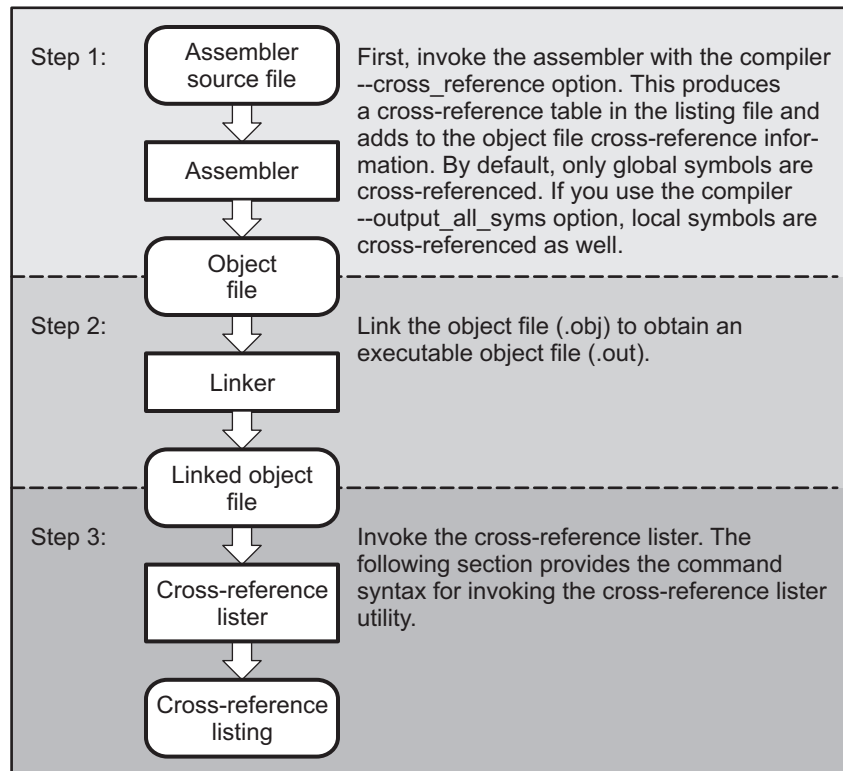 Step 1:
Assembler
source file
First, invoke the assembler with the compiler
--cross_reference option. This produces
a cross-reference table in the listing file and
adds to the object file cross-reference infor-
mation. By default, only global symbols are
cross-referenced. If you use the compiler
--output_all_syms option, local symbols are
cross-referenced as well.
Assembler
Object
file
Step 2:
Link the object file (.obj) to obtain an
executable object file (.out).
Linker
Linked object
file
Step 3:
Invoke the cross-reference lister. The
following section provides the command
syntax for invoking the cross-reference lister
utility.
Cross-reference
lister
Cross-reference
listing